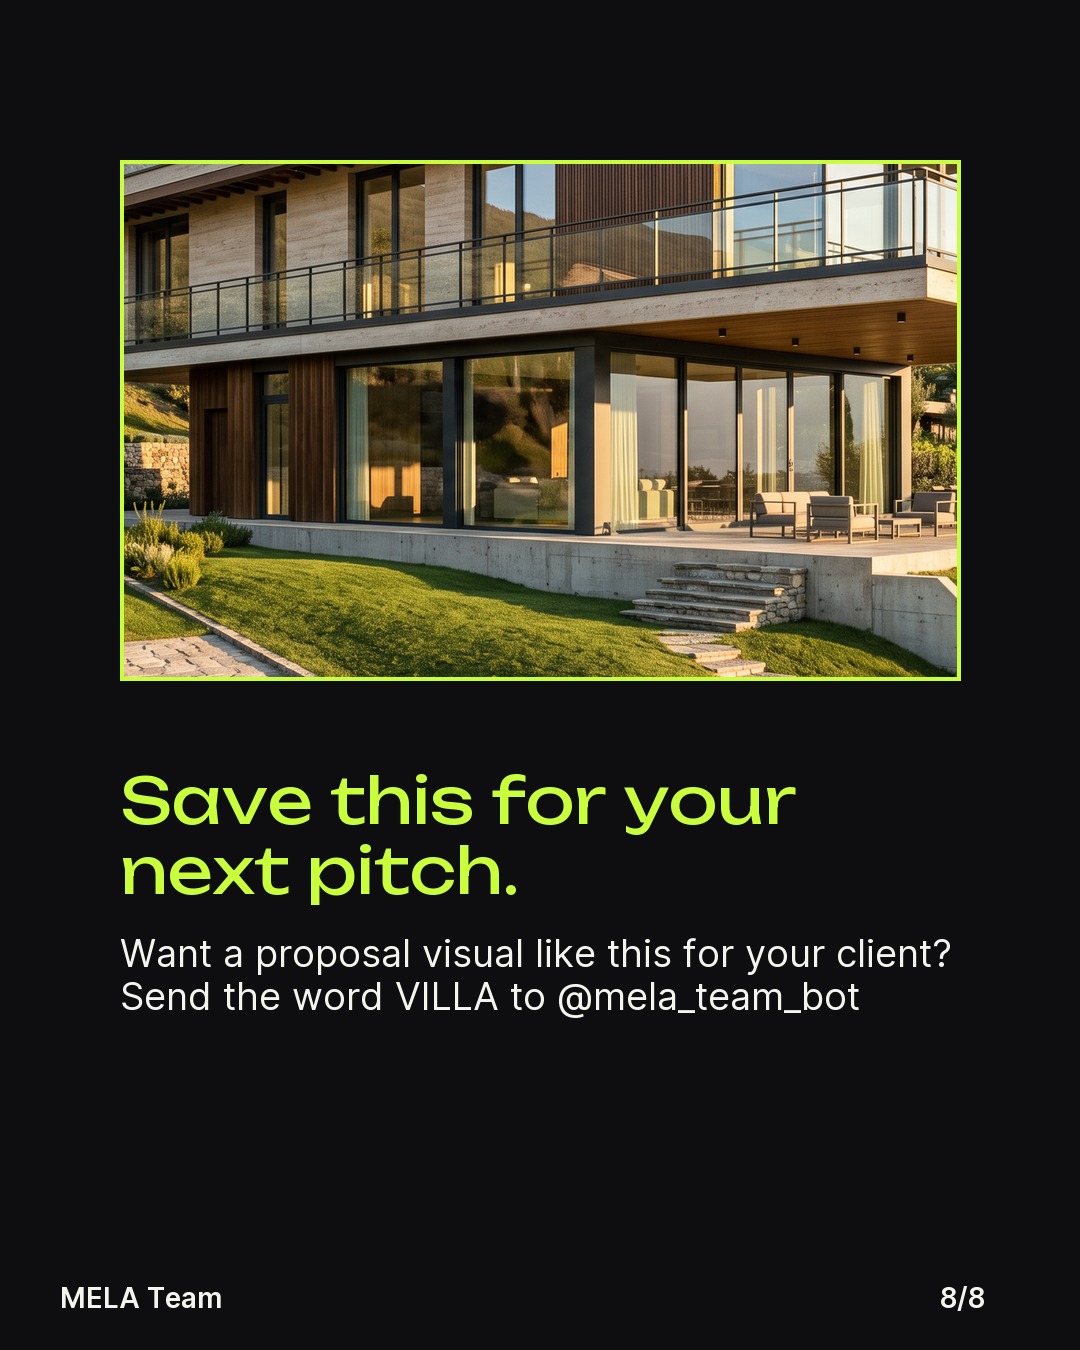 Save this for your
next pitch.
Want a proposal visual like this for your client?
Send the word VILLA to @mela_team_bot
MELA Team
8/8